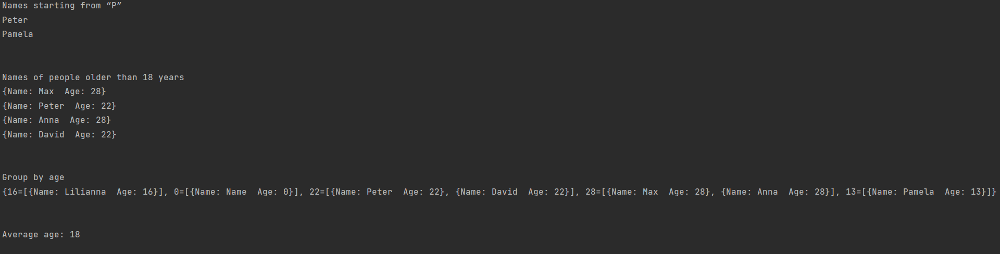 Names starting from “P”
Peter
Pamela
Names of people older than 18 years
{Name: Max  Age: 28}
{Name: Peter  Age: 22}
{Name: Anna  Age: 28}
{Name: David  Age: 22}
Group by age
{16=[{Name: Lilianna  Age: 16}], 0=[{Name: Name  Age: 0}], 22=[{Name: Peter  Age: 22}, {Name: David  Age: 22}], 28=[{Name: Max  Age: 28}, {Name: Anna  Age: 28}], 13=[{Name: Pamela  Age: 13}]}
Average age: 18